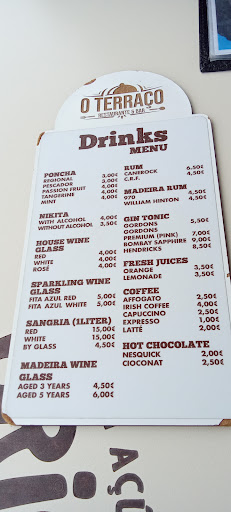 O TERRAÇO
RESTAURANTE & BAR
Drinks
MENU
PONCHA
REGIONAL 3,00€
PESCADOR 4,00€
PASSION FRUIT 4,00€
TANGERINE 4,00€
MINT 4,00€
NIKITA
WITH ALCOHOL 4,00€
WITHOUT ALCOHOL 3,50€
HOUSE WINE
GLASS
RED 4,00€
WHITE 4,00€
ROSÉ 4,00€
SPARKLING WINE
GLASS
FITA AZUL RED 5,00€
FITA AZUL WHITE 5,00€
SANGRIA (1LITER)
RED 15,00€
WHITE 15,00€
BY GLASS 4,50€
MADEIRA WINE
GLASS
AGED 3 YEARS 4,50€
AGED 5 YEARS 6,00€
RUM
CANEROCK 6.50€
C.R.F. 4,50€
MADEIRA RUM
970 4,50€
WILLIAM HINTON 4,50€
GIN TONIC
GORDONS 5,50€
GORDONS
PREMIUM (PINK) 7,00€
BOMBAY SAPPHIRE 9,00€
HENDRICKS 8,50€
FRESH JUICES
ORANGE 3,50€
LEMONADE 3,50€
COFFEE
AFFOGATO 2,50€
IRISH COFFEE 4,00€
CAPUCCINO 2,50€
EXPRESSO 1,00€
LATTE 2,00€
HOT CHOCOLATE
NESQUICK 2,00€
CIOCONAT 2,50€